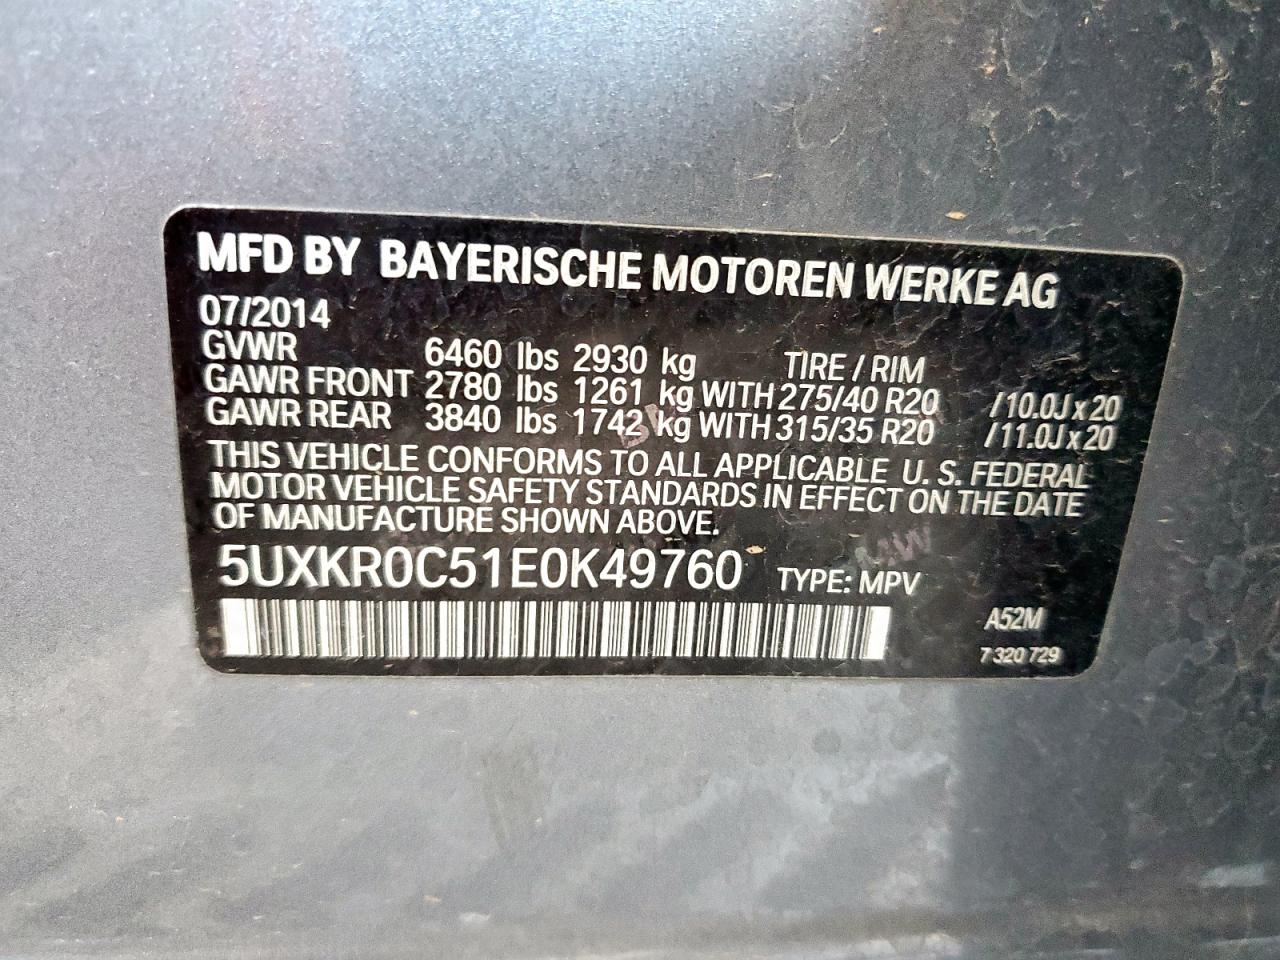 MFD BY BAYERISCHE MOTOREN WERKE AG
07/2014
GVWR 6460 lbs 2930 kg TIRE / RIM
GAWR FRONT 2780 lbs 1261 kg WITH 275/40 R20 /10.0J x 20
GAWR REAR 3840 lbs 1742 kg WITH 315/35 R20 /11.0J x 20
THIS VEHICLE CONFORMS TO ALL APPLICABLE U. S. FEDERAL
MOTOR VEHICLE SAFETY STANDARDS IN EFFECT ON THE DATE
OF MANUFACTURE SHOWN ABOVE.
5UXKR0C51E0K49760 TYPE: MPV
A52M
7 320 729